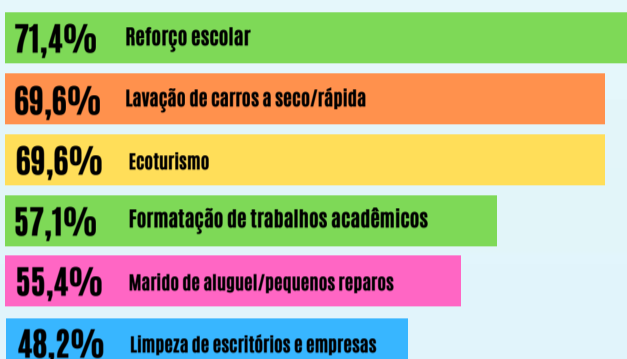 71,4% Reforço escolar
69,6% Lavação de carros a seco/rápida
69,6% Ecoturismo
57,1% Formatação de trabalhos acadêmicos
55,4% Marido de aluguel/pequenos reparos
48,2% Limpeza de escritórios e empresas